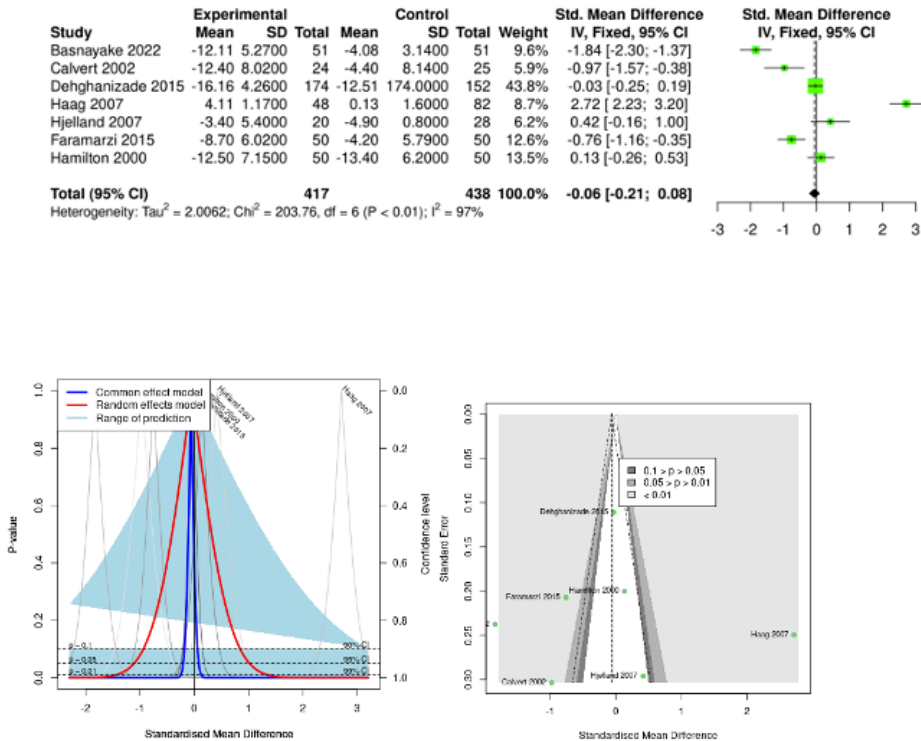 Experimental Control Std. Mean Difference Std. Mean Difference
Study Mean SD Total Mean SD Total Weight IV, Fixed, 95% CI IV, Fixed, 95% CI
Basnayake 2022 -12.11 5.2700 51 -4.08 3.1400 51 9.6% -1.84 [-2.30; -1.37]
Calvert 2002 -12.40 8.0200 24 -4.40 8.1400 25 5.9% -0.97 [-1.57; -0.38]
Dehghanizade 2015 -16.16 4.2600 174 -12.51 174.0000 152 43.8% -0.03 [-0.25; 0.19]
Haag 2007 4.11 1.1700 48 0.13 1.6000 82 8.7% 2.72 [ 2.23; 3.20]
Hjelland 2007 -3.40 5.4000 20 -4.90 0.8000 28 6.2% 0.42 [-0.16; 1.00]
Faramarzi 2015 -8.70 6.0200 50 -4.20 5.7900 50 12.6% -0.76 [-1.16; -0.35]
Hamilton 2000 -12.50 7.1500 50 -13.40 6.2000 50 13.5% 0.13 [-0.26; 0.53]
Total (95% CI) 417 438 100.0% -0.06 [-0.21; 0.08]
Heterogeneity: Tau² = 2.0062; Chi² = 203.76, df = 6 (P < 0.01); I² = 97%
-3 -2 -1 0 1 2 3
Common effect model
Random effects model
Range of prediction
Hjelland 2007
Haag 2007
P-value
1.0
0.8
0.6
0.4
0.2
0.0
p = 0.1
p = 0.05
p = 0.01
90% CI
95% CI
99% CI
0.0
0.2
0.4
0.6
0.8
1.0
Confidence level
-2 -1 0 1 2 3
Standardised Mean Difference
Standard Error
0.00
0.05
0.10
0.15
0.20
0.25
0.30
0.1 > p > 0.05
0.05 > p > 0.01
< 0.01
Dehghanizade 2015
Faramarzi 2015
Hamilton 2000
Haag 2007
Calvert 2002
Hjelland 2007
-1 0 1 2
Standardised Mean Difference